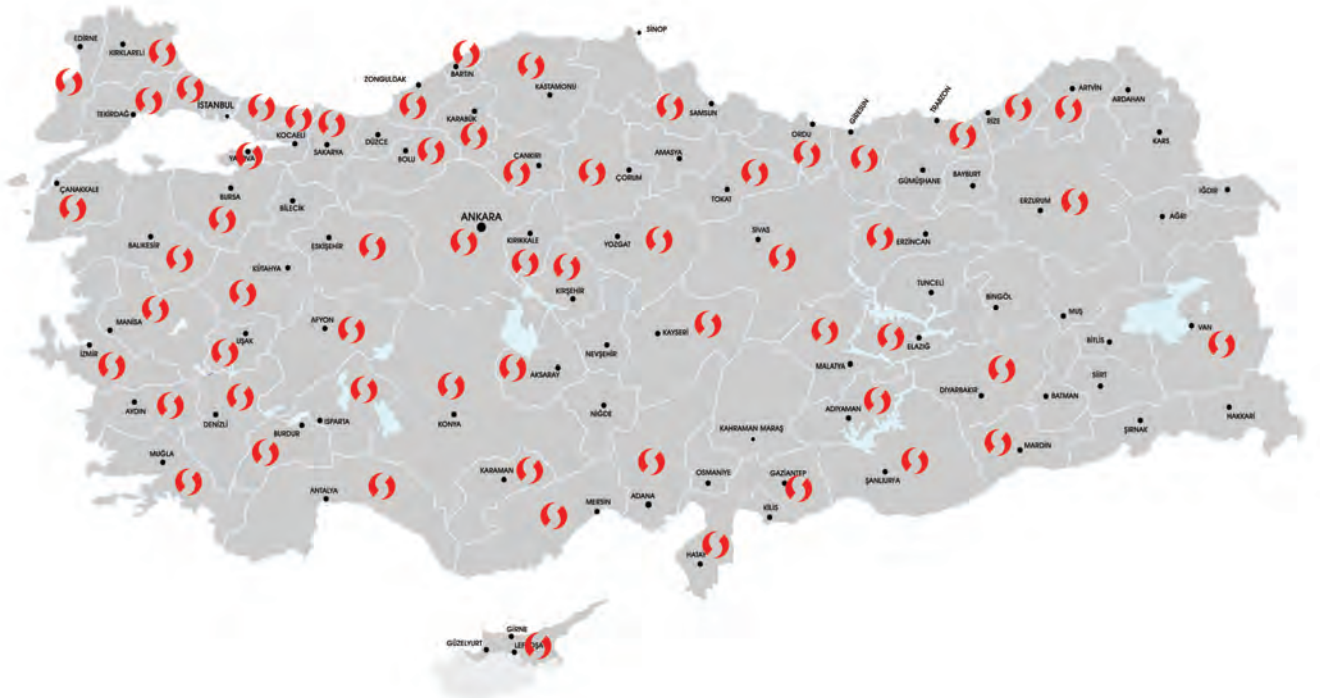 SİNOP
EDİRNE
KIRKLARELİ
BARTIN
ZONGULDAK
KASTAMONU
ARTVİN
ARDAHAN
TEKİRDAĞ
İSTANBUL
KARABÜK
SAMSUN
GİRESUN
TRABZON
RİZE
ORDU
KARS
KOCAELİ
SAKARYA
DÜZCE
BOLU
ÇANKIRI
AMASYA
ÇORUM
GÜMÜŞHANE
BAYBURT
ÇANAKKALE
BURSA
BİLECİK
TOKAT
ERZURUM
IĞDIR
AĞRI
ANKARA
BALIKESİR
ESKİŞEHİR
KIRIKKALE
YOZGAT
SİVAS
ERZİNCAN
KÜTAHYA
KIRŞEHİR
TUNCELİ
BİNGÖL
MUŞ
MANİSA
AFYON
UŞAK
KAYSERİ
VAN
İZMİR
NEVŞEHİR
ELAZIĞ
BİTLİS
AKSARAY
MALATYA
SİİRT
DİYARBAKIR
BATMAN
AYDIN
DENİZLİ
BURDUR
ISPARTA
KONYA
NİĞDE
ADIYAMAN
HAKKARİ
ŞIRNAK
KAHRAMAN MARAŞ
MARDİN
MUĞLA
ANTALYA
KARAMAN
MERSİN
ADANA
OSMANİYE
GAZİANTEP
KİLİS
HATAY
GİRNE
GÜZELYURT